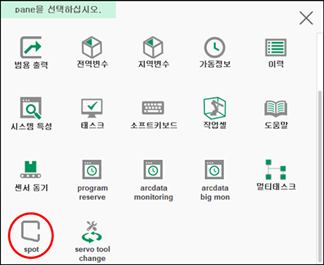 pane을 선택하십시오.
범용 출력
전역변수
지역변수
가동정보
이력
시스템 특성
태스크
소프트키보드
작업셀
도움말
센서 동기
program
reserve
arcdata
monitoring
arcdata
big mon
멀티태스크
spot
servo tool
change